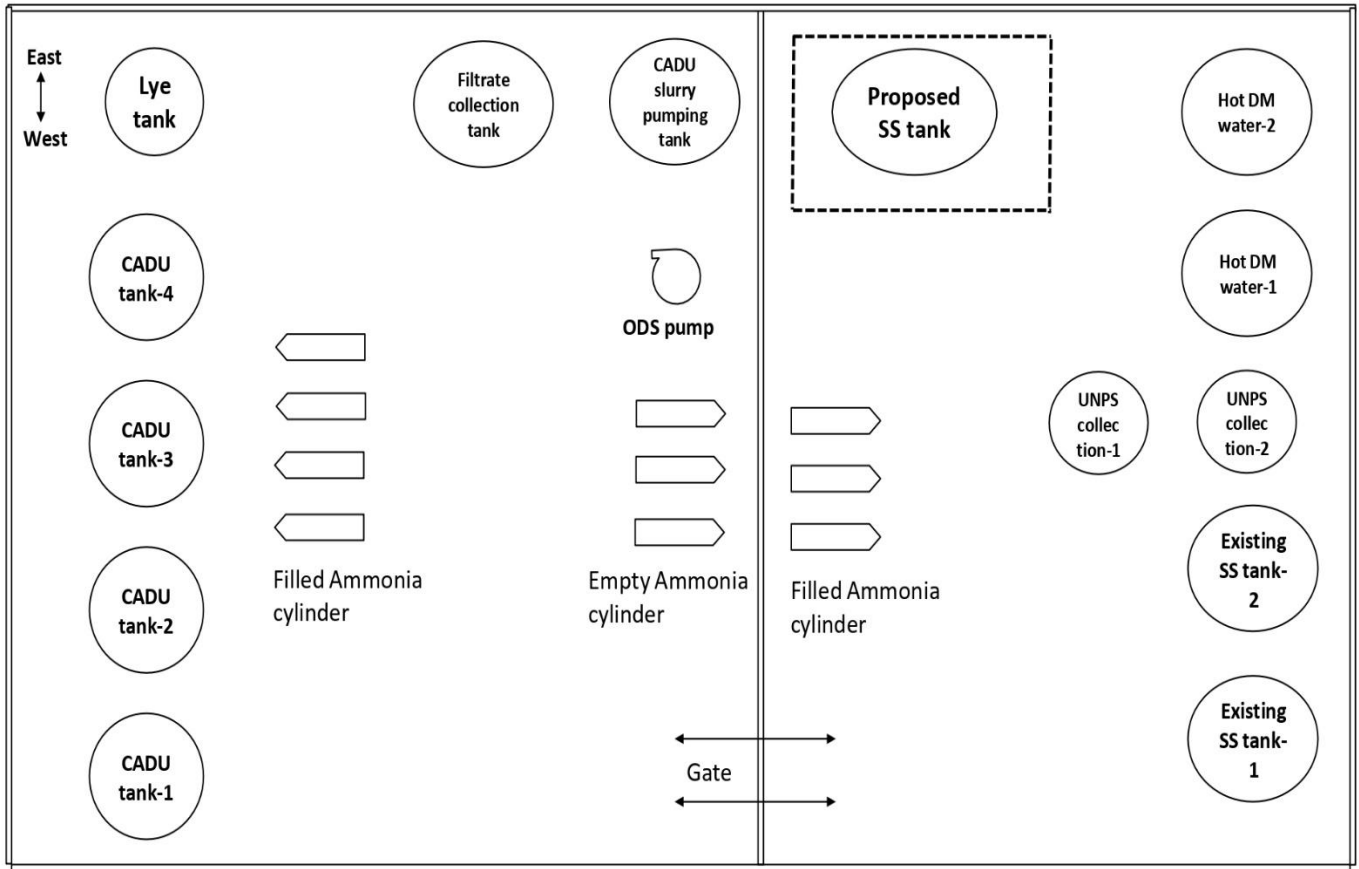 East
West
Lye
tank
Filtrate
collection
tank
CADU
slurry
pumping
tank
Proposed
SS tank
Hot DM
water-2
CADU
tank-4
ODS pump
Hot DM
water-1
CADU
tank-3
UNPS
collec
tion-1
UNPS
collec
tion-2
Filled Ammonia
cylinder
Empty Ammonia
cylinder
Filled Ammonia
cylinder
Existing
SS tank-
2
CADU
tank-2
CADU
tank-1
Gate
Existing
SS tank-
1